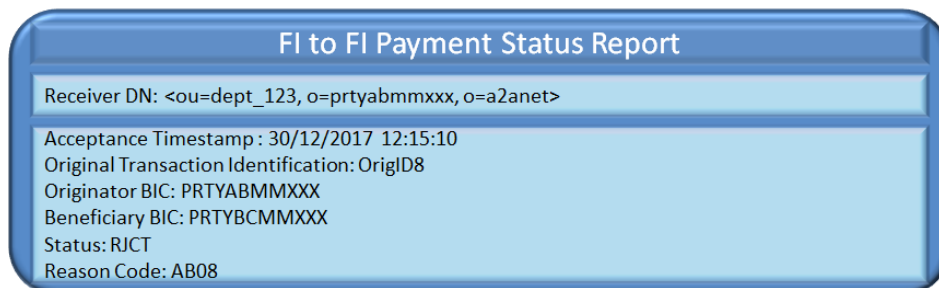 FI to FI Payment Status Report
Receiver DN: <ou=dept_123, o=prtyabmmxxx, o=a2anet>
Acceptance Timestamp : 30/12/2017 12:15:10
Original Transaction Identification: OrigID8
Originator BIC: PRTYABMMXXX
Beneficiary BIC: PRTYBCMMXXX
Status: RJCT
Reason Code: AB08